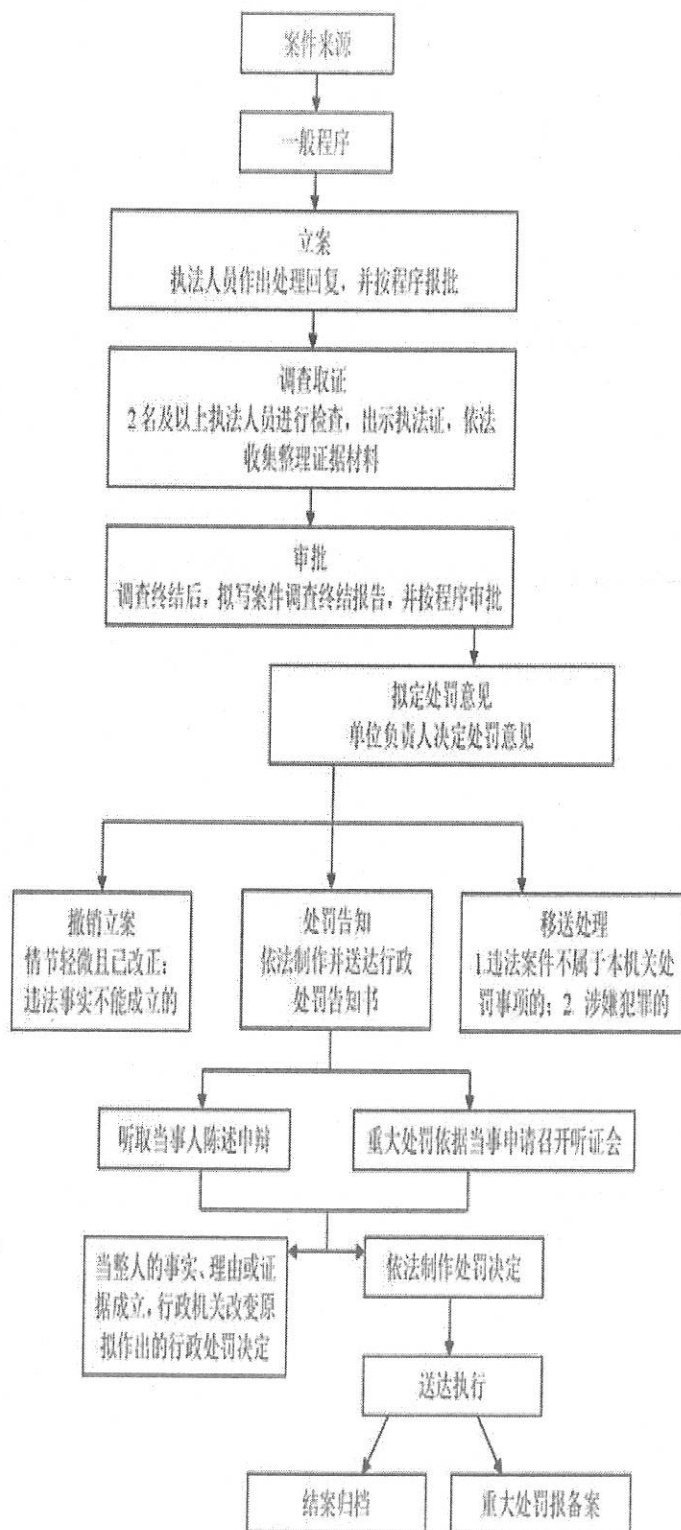 案件来源
一般程序
立案
执法人员作出处理回复，并按程序报批
调查取证
2名及以上执法人员进行检查，出示执法证，依法
收集整理证据材料
审批
调查终结后，拟写案件调查终结报告，并按程序审批
拟定处罚意见
单位负责人决定处罚意见
撤销立案
情节轻微且已改正；
违法事实不能成立的
处罚告知
依法制作并送达行政
处罚告知书
移送处理
1.违法案件不属于本机关处
罚事项的；2 涉嫌犯罪的
听取当事人陈述申辩
重大处罚依据当事申请召开听证会
当整人的事实、理由或证
据成立，行政机关改变原
拟作出的行政处罚决定
依法制作处罚决定
送达执行
结案归档
重大处罚报备案